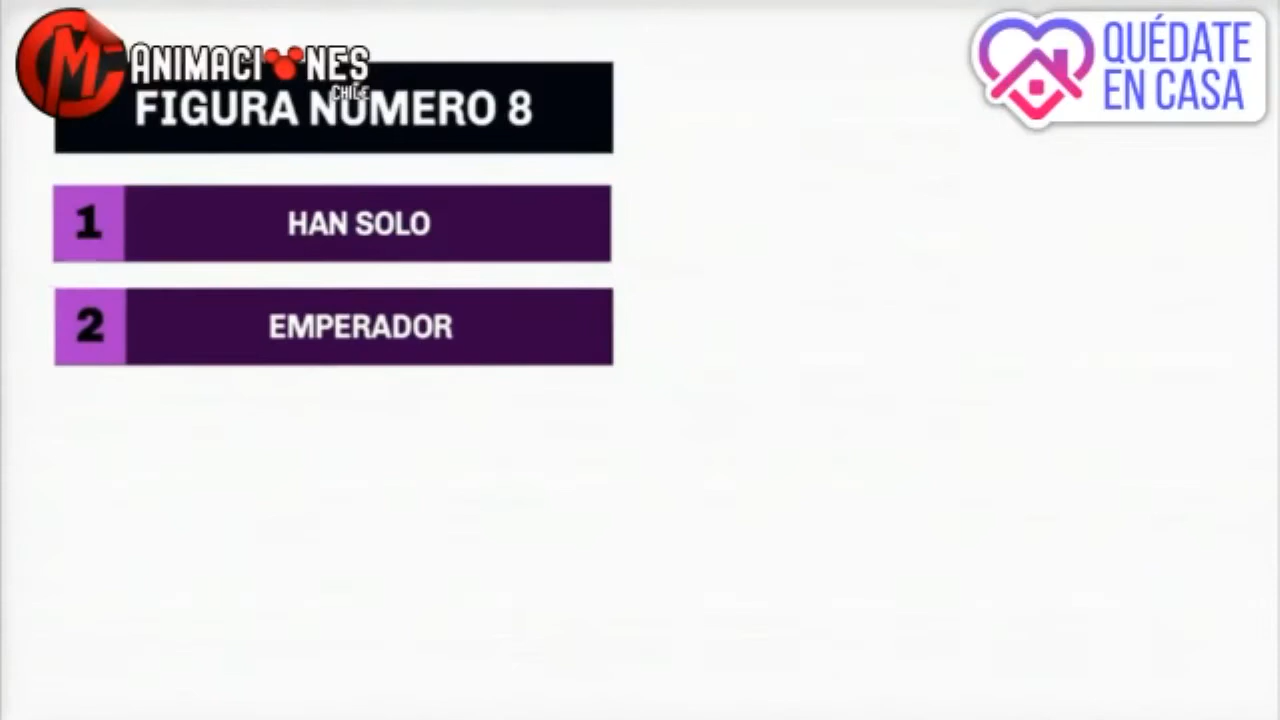 ANIMACIONES
CHILE
FIGURA NÚMERO 8
1 HAN SOLO
2 EMPERADOR
QUÉDATE
EN CASA